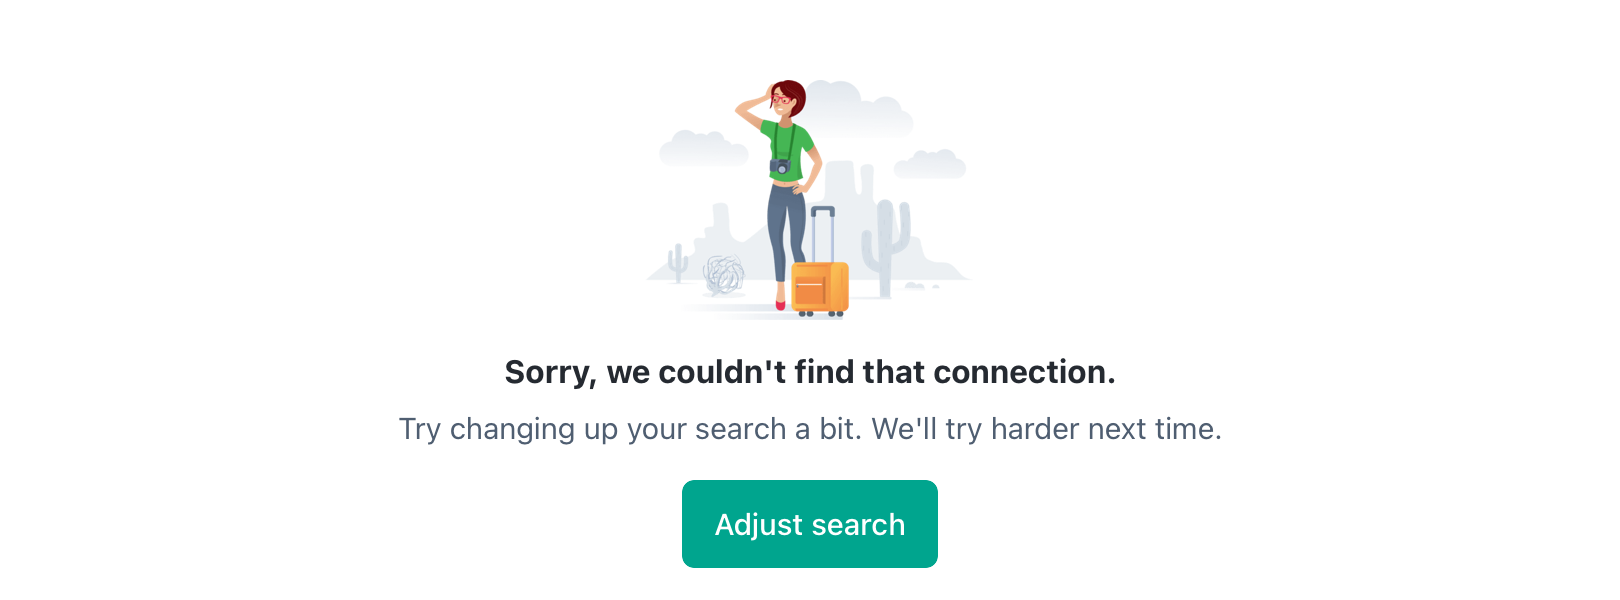 Sorry, we couldn't find that connection.
Try changing up your search a bit. We'll try harder next time.
Adjust search